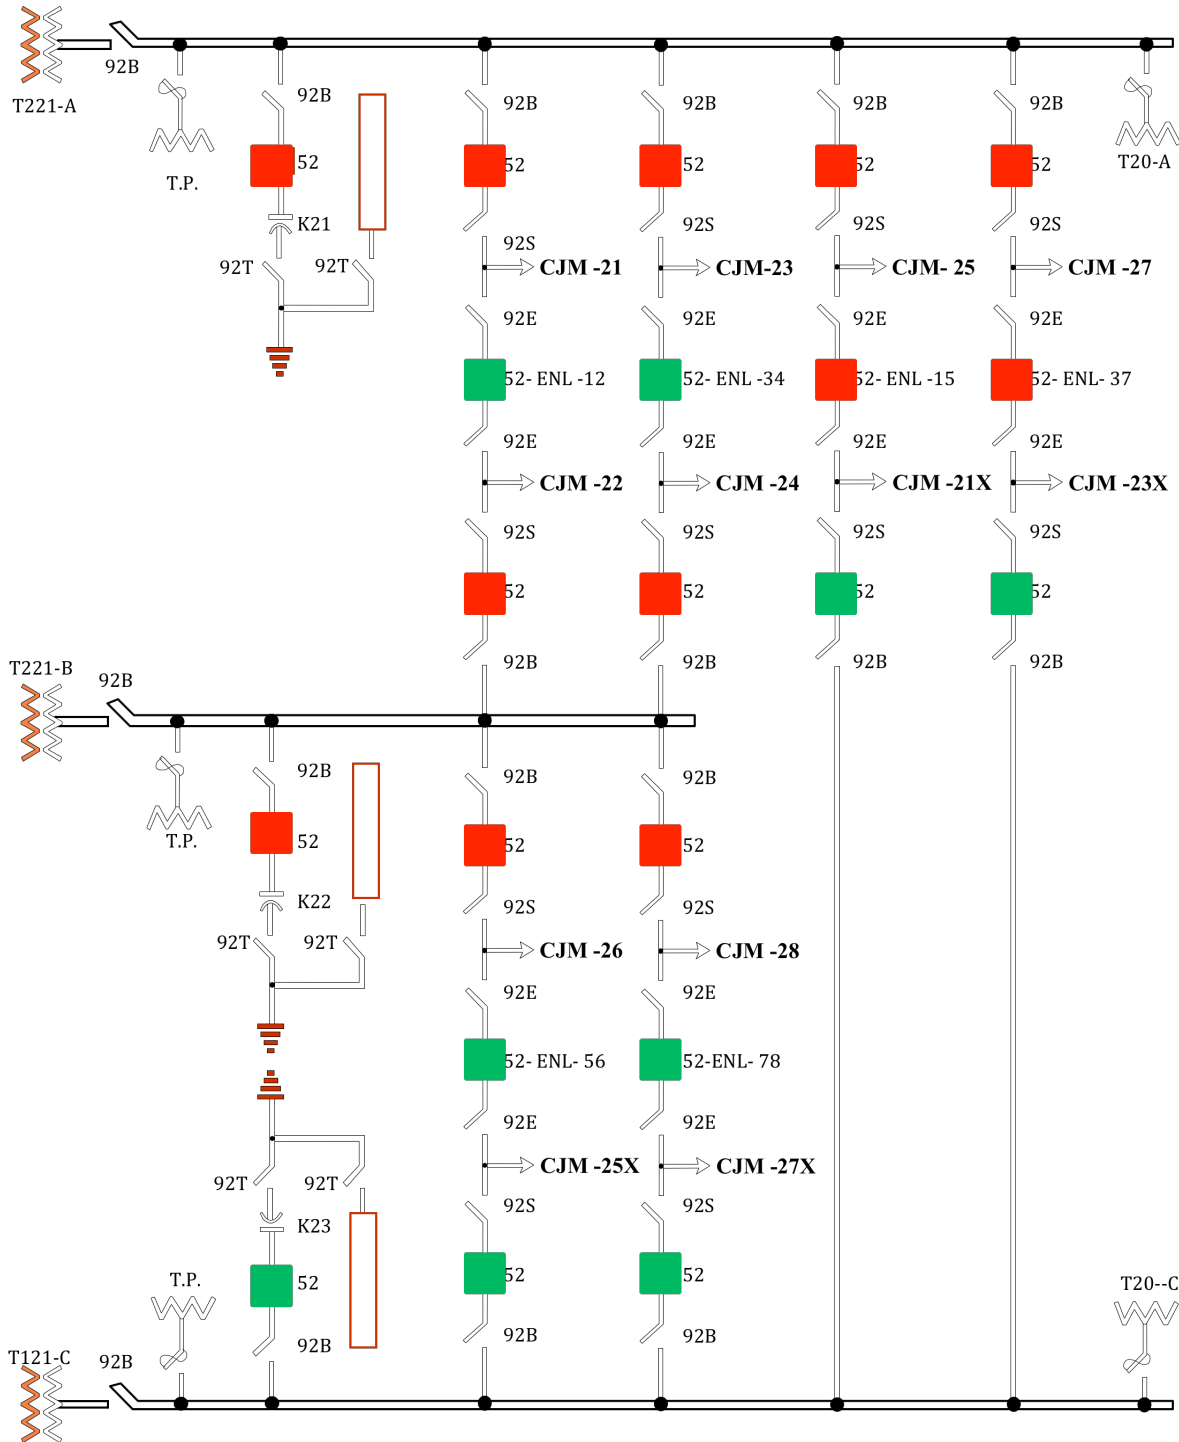 92B
T221-A
92B
92B
92B
92B
92B
T20-A
T.P.
52
52
52
52
52
K21
92S
92S
92S
92S
92T
92T
CJM -21
CJM-23
CJM- 25
CJM -27
92E
92E
92E
92E
52- ENL -12
52- ENL -34
52- ENL -15
52- ENL- 37
92E
92E
92E
92E
CJM -22
CJM -24
CJM -21X
CJM -23X
92S
92S
92S
92S
52
52
52
52
92B
92B
92B
92B
T221-B
92B
92B
92B
92B
T.P.
52
52
52
K22
92S
92S
92T
92T
CJM -26
CJM -28
92E
92E
52- ENL- 56
52-ENL- 78
92E
92E
CJM -25X
CJM -27X
92T
92T
92S
92S
K23
T.P.
52
52
52
T20--C
92B
92B
92B
T121-C
92B